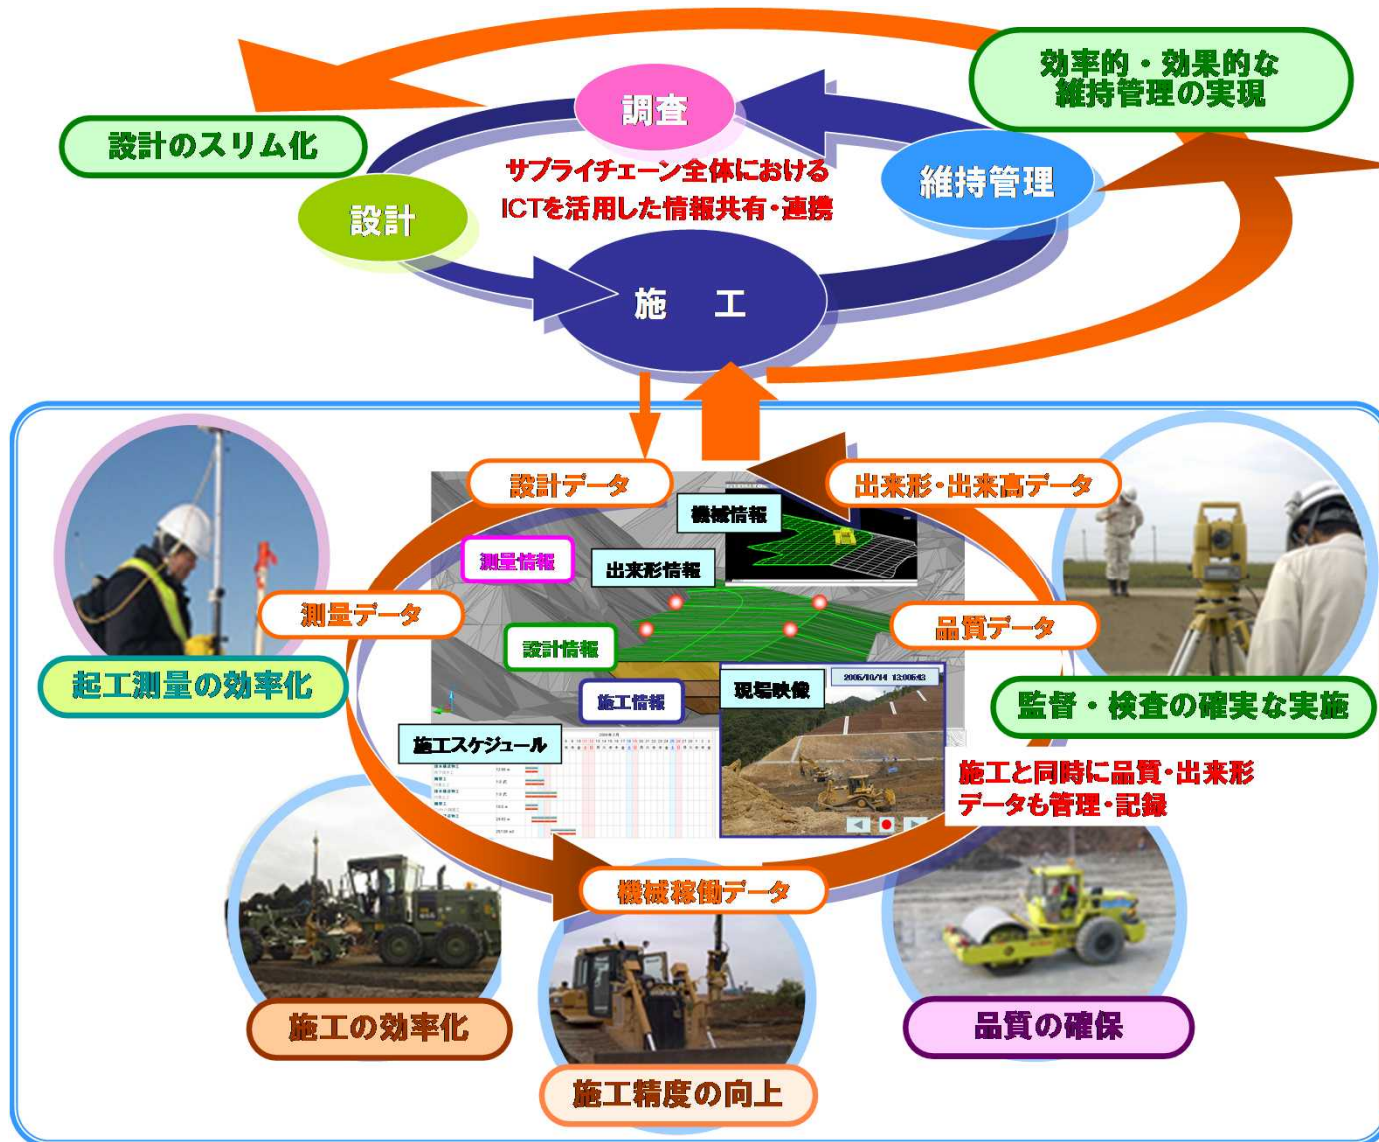 効率的・効果的な
維持管理の実現
調査
設計のスリム化
サプライチェーン全体における
ICTを活用した情報共有・連携
維持管理
設計
施　工
設計データ
出来形・出来高データ
機械情報
測量情報
出来形情報
測量データ
品質データ
設計情報
起工測量の効率化
現場映像
2005/10/14 13:00:43
施工情報
監督・検査の確実な実施
施工スケジュール
施工と同時に品質・出来形
データも管理・記録
機械稼働データ
施工の効率化
品質の確保
施工精度の向上